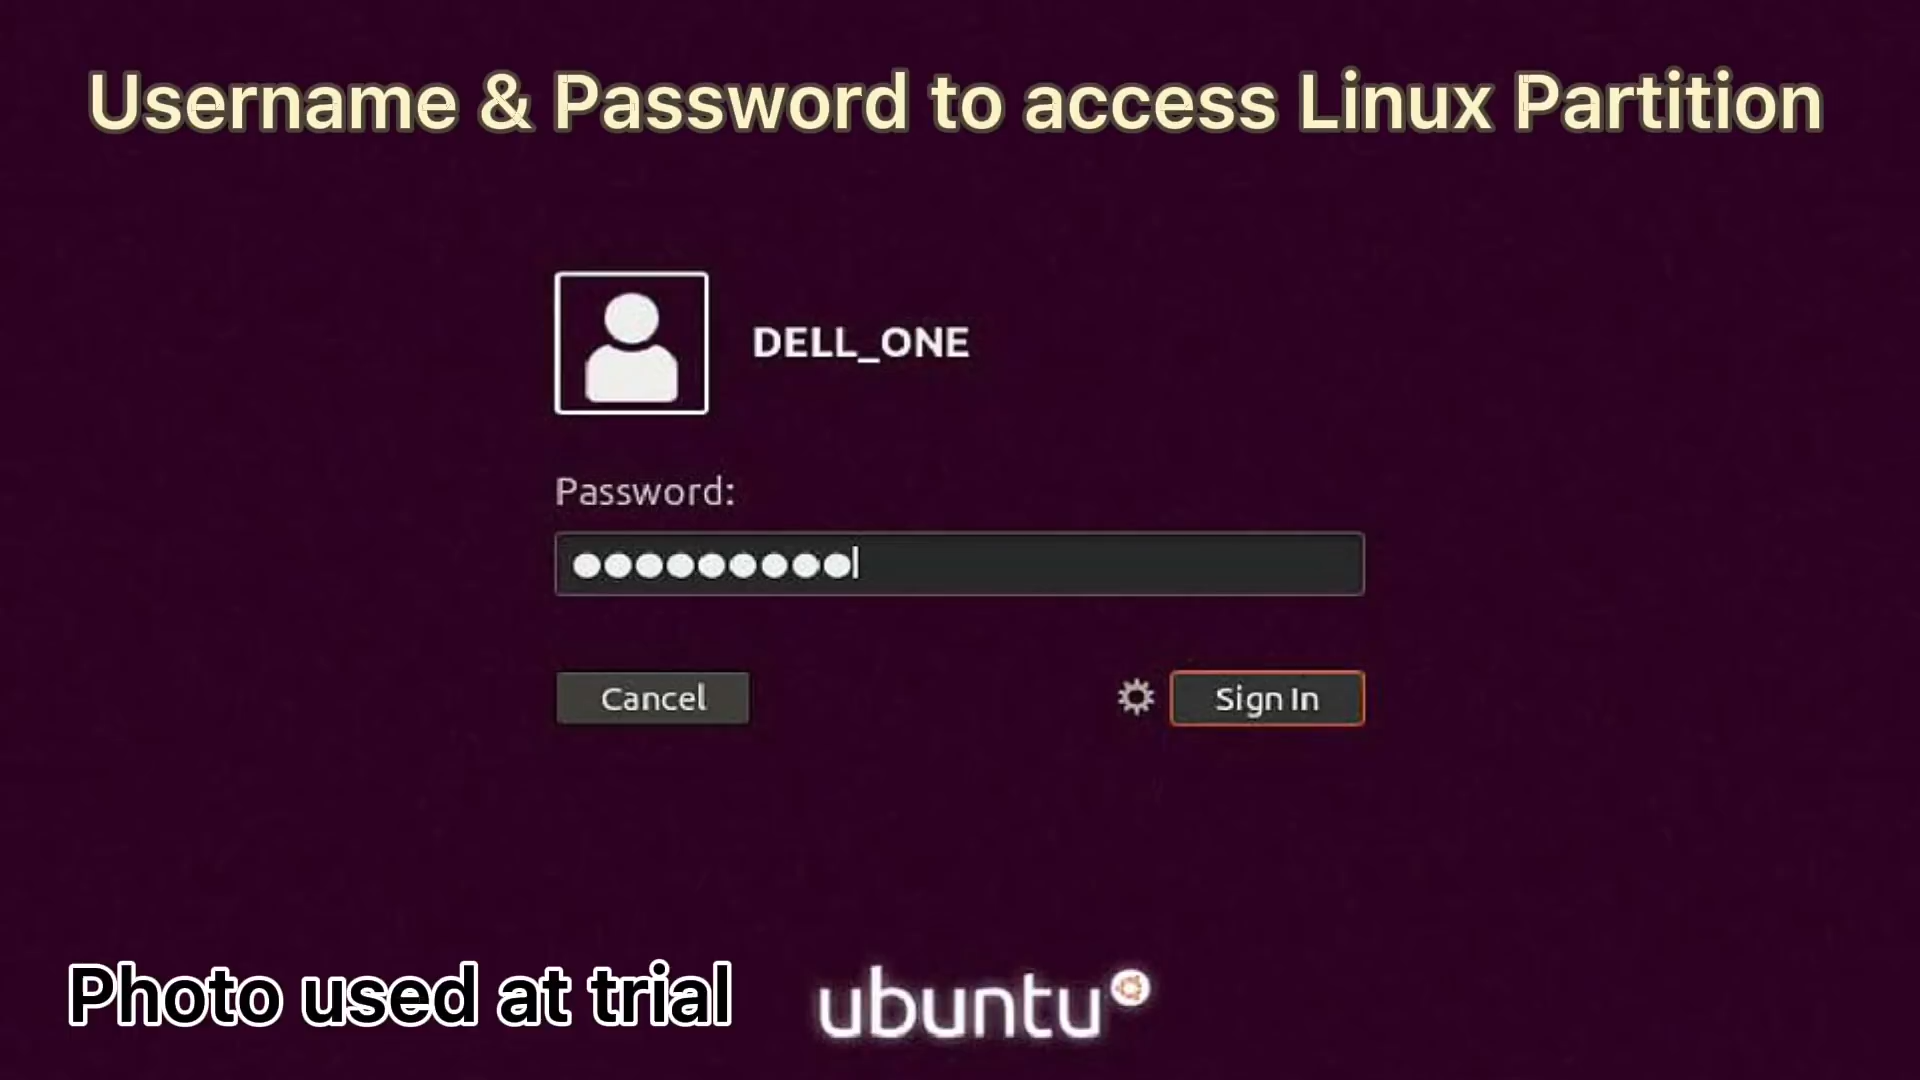 Username & Password to access Linux Partition
DELL_ONE
Password:
Cancel
Sign In
Photo used at trial
ubuntu